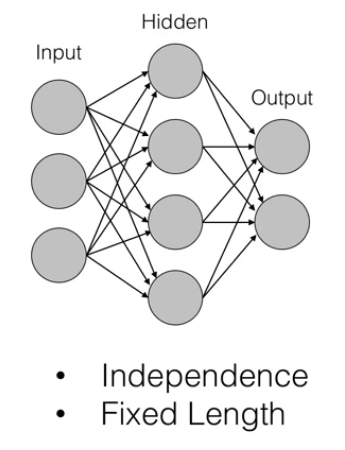 Hidden
Input
Output
• Independence
• Fixed Length